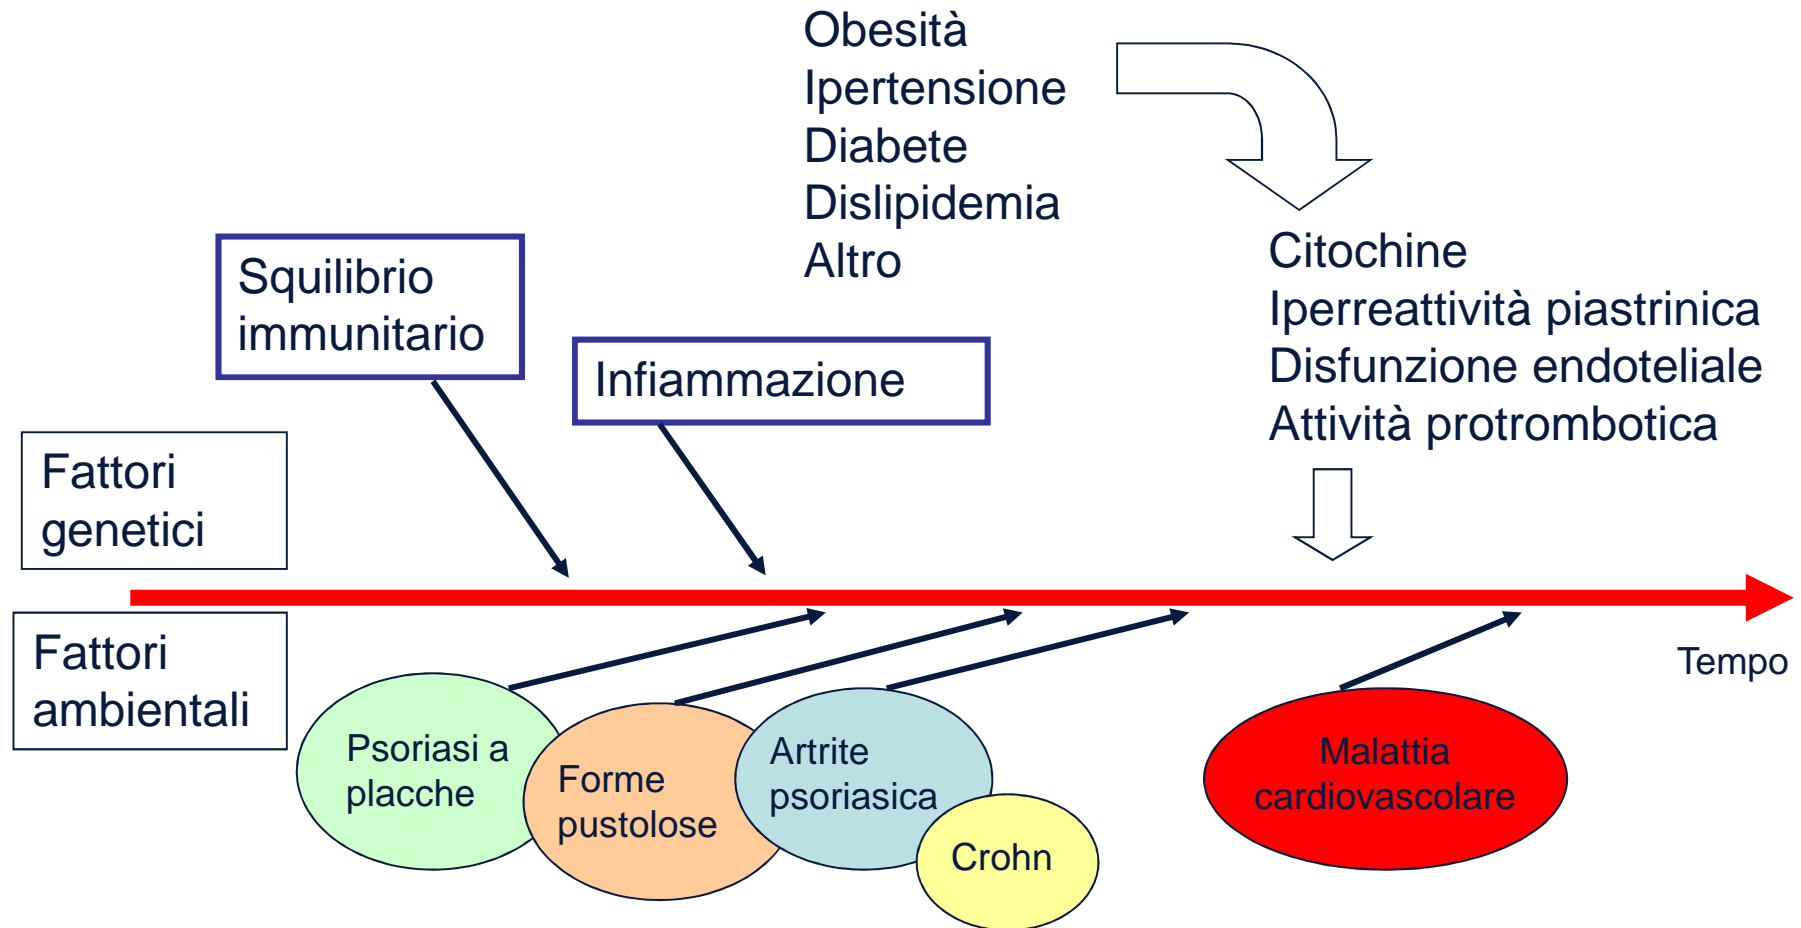 Obesità
Ipertensione
Diabete
Dislipidemia
Altro
Citochine
Iperreattività piastrinica
Disfunzione endoteliale
Attività protrombotica
Squilibrio
immunitario
Infiammazione
Fattori
genetici
Fattori
ambientali
Tempo
Psoriasi a
placche
Forme
pustolose
Artrite
psoriasica
Crohn
Malattia
cardiovascolare